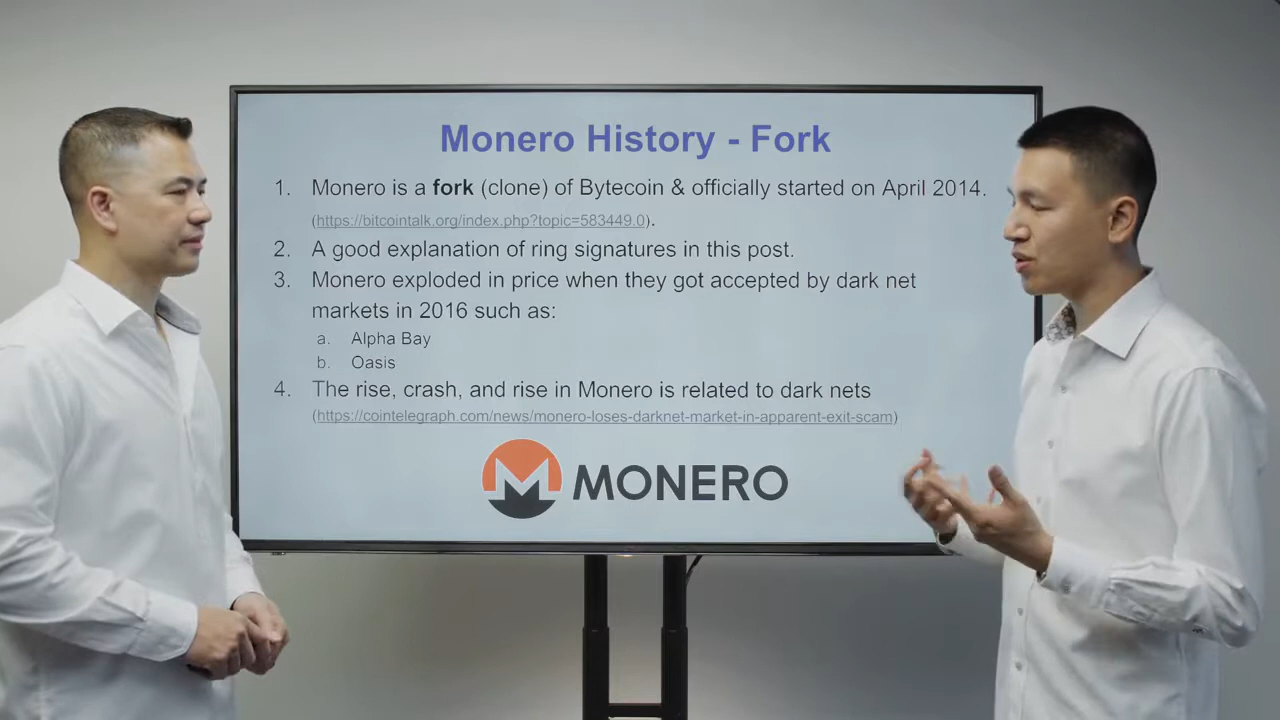 Monero History - Fork
1. Monero is a fork (clone) of Bytecoin & officially started on April 2014.
(https://bitcointalk.org/index.php?topic=583449.0).
2. A good explanation of ring signatures in this post.
3. Monero exploded in price when they got accepted by dark net
markets in 2016 such as:
a. Alpha Bay
b. Oasis
4. The rise, crash, and rise in Monero is related to dark nets
(https://cointelegraph.com/news/monero-loses-darknet-market-in-apparent-exit-scam)
MONERO